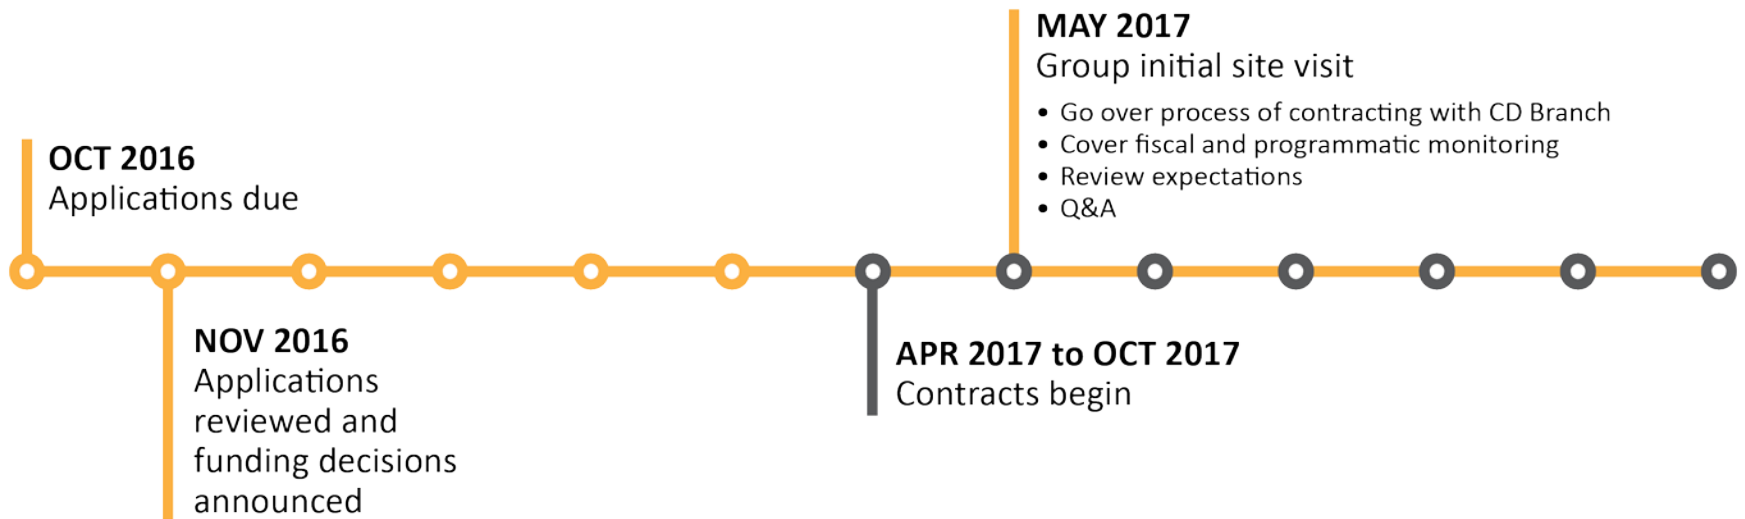 OCT 2016
Applications due
NOV 2016
Applications
reviewed and
funding decisions
announced
APR 2017 to OCT 2017
Contracts begin
MAY 2017
Group initial site visit
• Go over process of contracting with CD Branch
• Cover fiscal and programmatic monitoring
• Review expectations
• Q&A